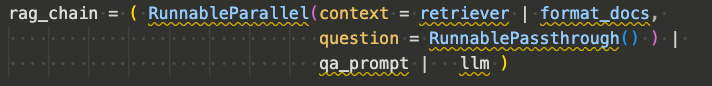 rag_chain = ( RunnableParallel(context = retriever | format_docs,
question = RunnablePassthrough() ) |
qa_prompt | llm )